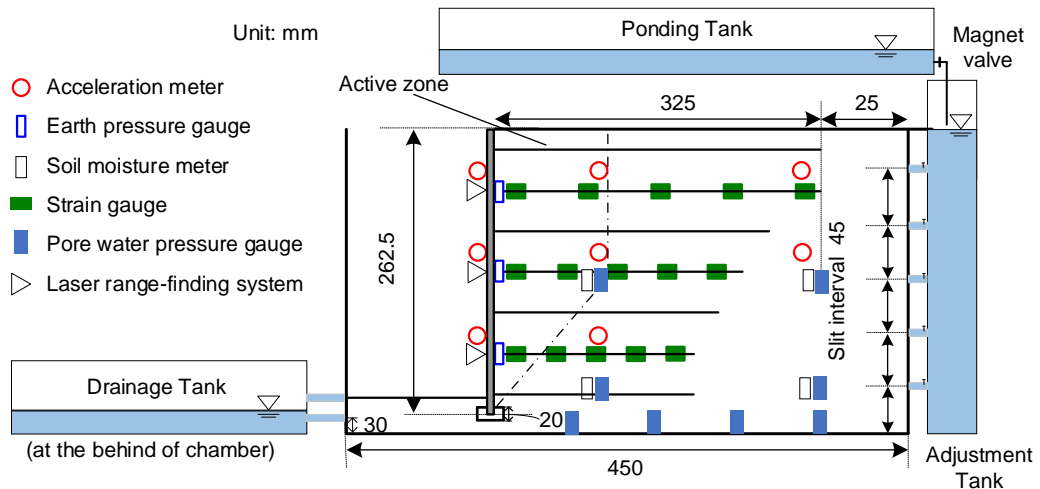 Unit: mm
Ponding Tank
Magnet
valve
Active zone
325
25
Acceleration meter
Earth pressure gauge
Soil moisture meter
Strain gauge
Pore water pressure gauge
Laser range-finding system
262.5
Slit interval 45
Drainage Tank
30
20
(at the behind of chamber)
450
Adjustment
Tank